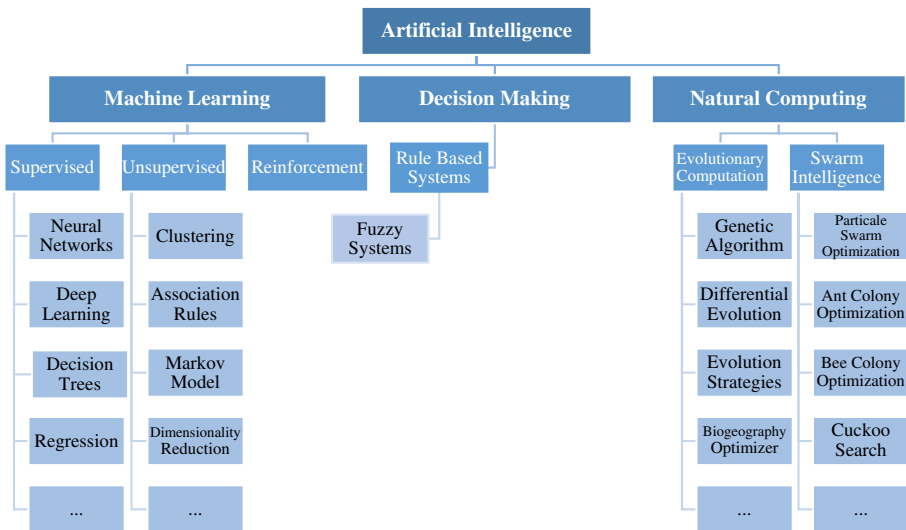 Artificial Intelligence
Machine Learning
Decision Making
Natural Computing
Supervised
Unsupervised
Reinforcement
Rule Based
Systems
Evolutionary
Computation
Swarm
Intelligence
Neural
Networks
Deep
Learning
Decision
Trees
Regression
...
Clustering
Association
Rules
Markov
Model
Dimensionality
Reduction
...
Fuzzy
Systems
Genetic
Algorithm
Differential
Evolution
Evolution
Strategies
Biogeography
Optimizer
...
Particale
Swarm
Optimization
Ant Colony
Optimization
Bee Colony
Optimization
Cuckoo
Search
...